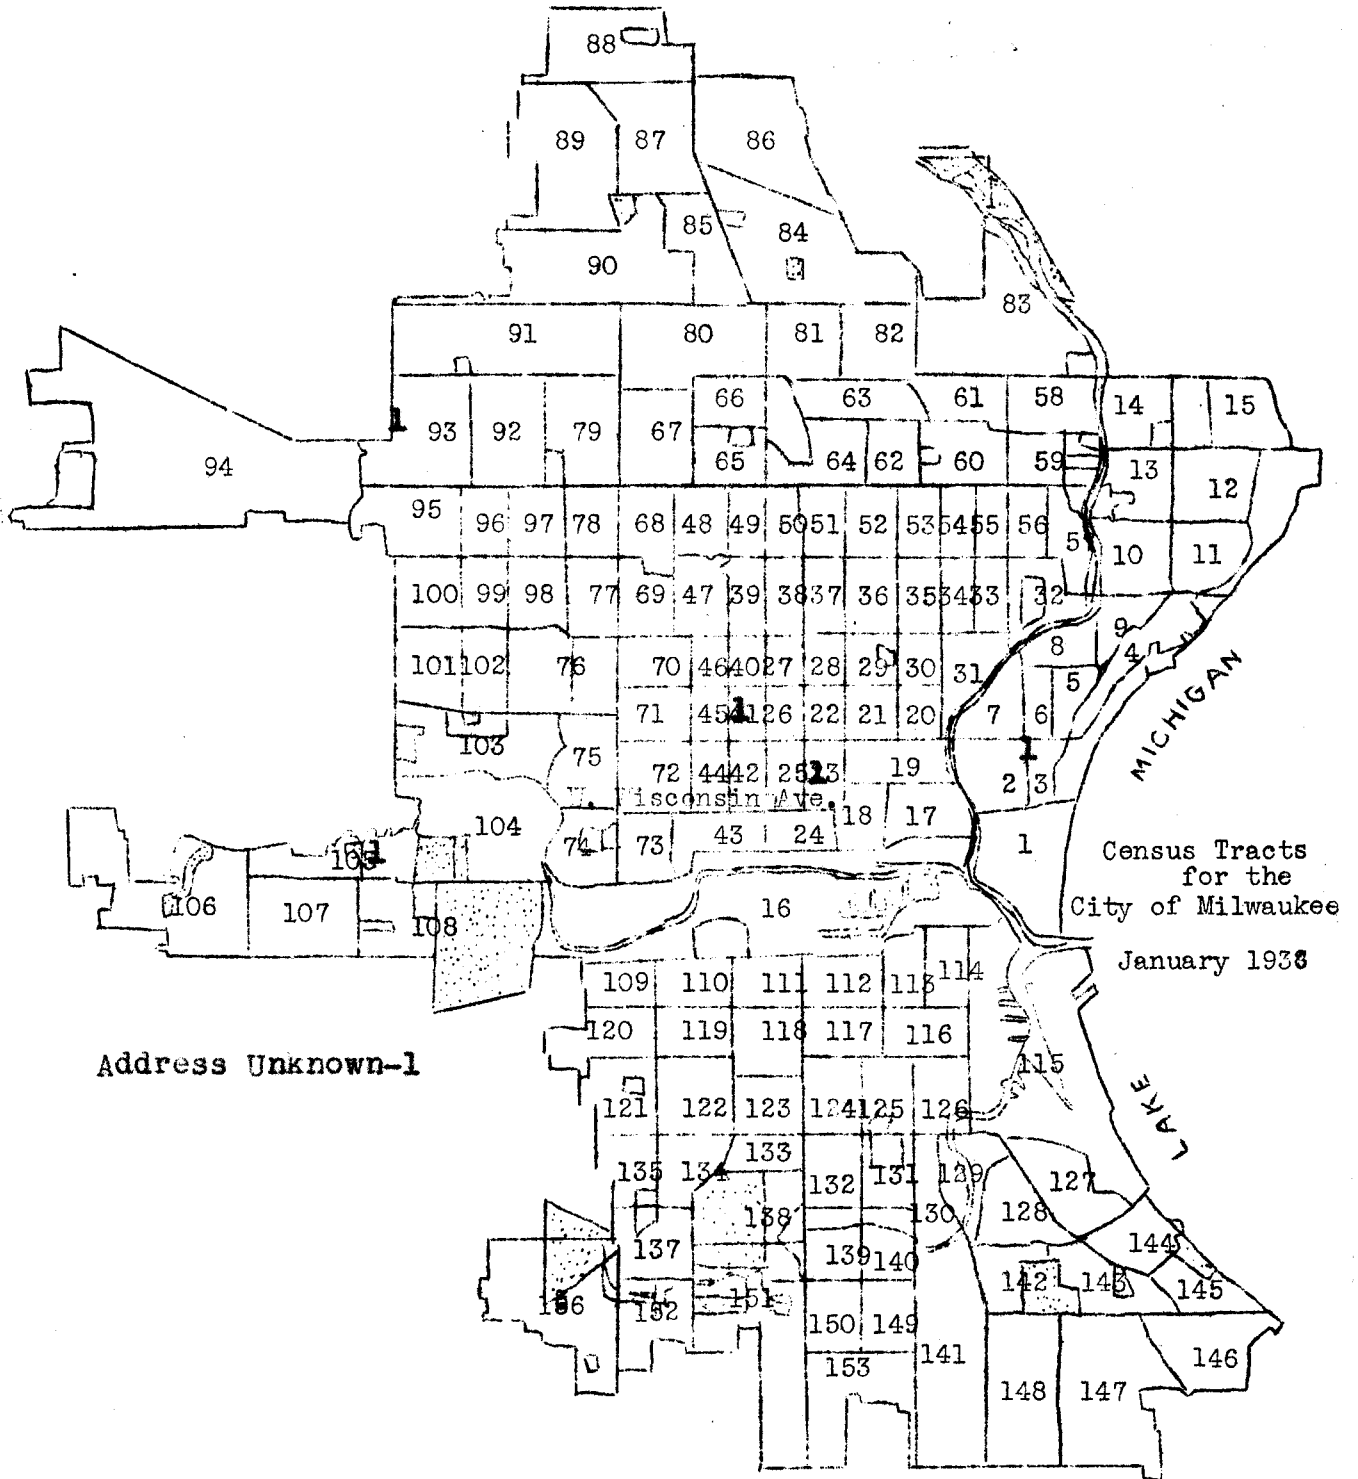 88
89 87 86
85 84
90
83
91 80 81 82
66 63 61 58 14 15
1
93 92 79 67
94 65 64 62 60 59 13 12
95 96 97 78 68 48 49 50 51 52 53 54 55 56 5 10 11
100 99 98 77 69 47 39 38 37 36 35 34 33 32
9
8 4
101 102 76 70 46 40 27 28 29 30 31 5
71 45 41 1 26 22 21 20 7 6
103 75 1
72 44 42 25 23 1 19 2 3
W. Wisconsin Ave.
104 74 73 43 24 18 17 1
105 1
106 107 108 16
MICHIGAN
Census Tracts
for the
City of Milwaukee
January 1938
109 110 111 112 113 114
120 119 118 117 116
Address Unknown-1
115
121 122 123 124 125 126
LAKE
133
135 134 132 131 129 127
138 130 128
137 139 140 144
136 152 151 142 143 145
150 149
153 141 146
148 147